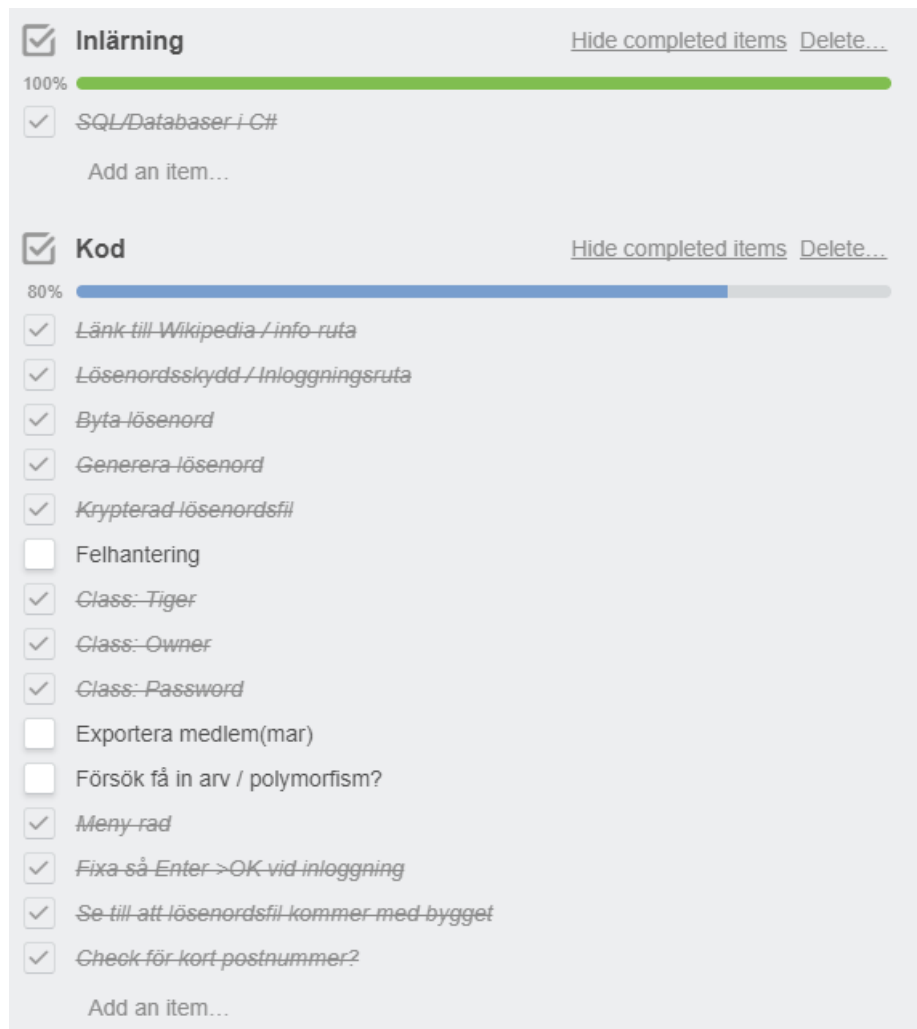 Inlärning Hide completed items Delete...
100%
SQL/Databaser i C#
Add an item...
Kod Hide completed items Delete...
80%
Länk till Wikipedia / info ruta
Lösenordsskydd / Inloggningsruta
Byta lösenord
Generera lösenord
Krypterad lösenordsfil
Felhantering
Class: Tiger
Class: Owner
Class: Password
Exportera medlem(mar)
Försök få in arv / polymorfism?
Meny rad
Fixa så Enter >OK vid inloggning
Se till att lösenordsfil kommer med bygget
Check för kort postnummer?
Add an item...